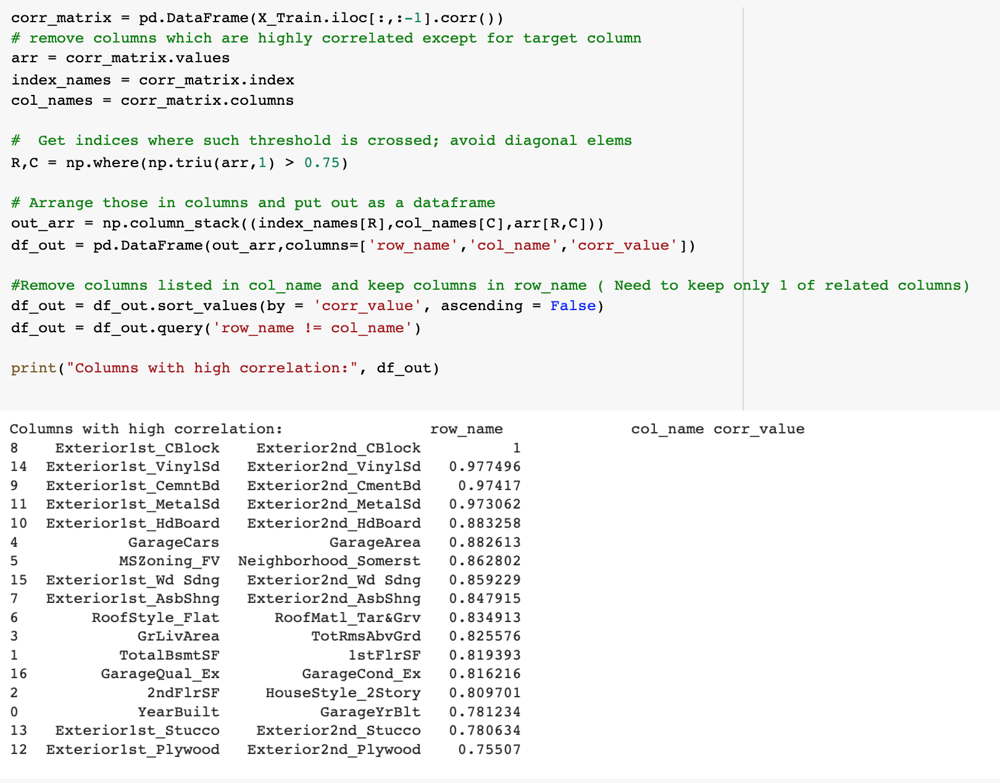 corr_matrix = pd.DataFrame(X_Train.iloc[:,:-1].corr())
# remove columns which are highly correlated except for target column
arr = corr_matrix.values
index_names = corr_matrix.index
col_names = corr_matrix.columns
#  Get indices where such threshold is crossed; avoid diagonal elems
R,C = np.where(np.triu(arr,1) > 0.75)
# Arrange those in columns and put out as a dataframe
out_arr = np.column_stack((index_names[R],col_names[C],arr[R,C]))
df_out = pd.DataFrame(out_arr,columns=['row_name','col_name','corr_value'])
#Remove columns listed in col_name and keep columns in row_name ( Need to keep only 1 of related columns)
df_out = df_out.sort_values(by = 'corr_value', ascending = False)
df_out = df_out.query('row_name != col_name')
print("Columns with high correlation:", df_out)
Columns with high correlation:                row_name              col_name corr_value
8    Exterior1st_CBlock    Exterior2nd_CBlock          1
14  Exterior1st_VinylSd   Exterior2nd_VinylSd   0.977496
9   Exterior1st_CemntBd   Exterior2nd_CmentBd    0.97417
11  Exterior1st_MetalSd   Exterior2nd_MetalSd   0.973062
10  Exterior1st_HdBoard   Exterior2nd_HdBoard   0.883258
4            GarageCars            GarageArea   0.882613
5           MSZoning_FV  Neighborhood_Somerst   0.862802
15  Exterior1st_Wd Sdng   Exterior2nd_Wd Sdng   0.859229
7   Exterior1st_AsbShng   Exterior2nd_AsbShng   0.847915
6        RoofStyle_Flat      RoofMatl_Tar&Grv   0.834913
3             GrLivArea          TotRmsAbvGrd   0.825576
1           TotalBsmtSF              1stFlrSF   0.819393
16        GarageQual_Ex         GarageCond_Ex   0.816216
2              2ndFlrSF     HouseStyle_2Story   0.809701
0             YearBuilt           GarageYrBlt   0.781234
13   Exterior1st_Stucco    Exterior2nd_Stucco   0.780634
12  Exterior1st_Plywood   Exterior2nd_Plywood    0.75507